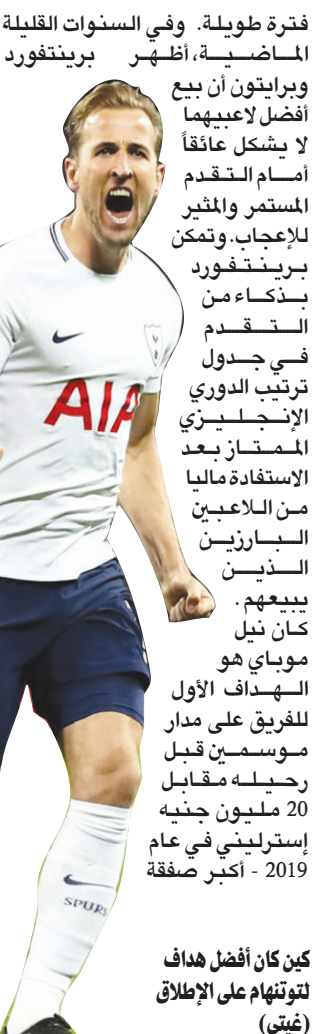 فترة طويلة. وفي السنوات القليلة
الماضية، أظهر برينتفورد
وبرايتون أن بيع
أفضل لاعبيهما
لا يشكل عائقاً
أمام التقدم
المستمر والمثير
للإعجاب. وتمكن
برينتفورد
بذكاء من
التقدم
في جدول
ترتيب الدوري
الإنجليزي
الممتاز بعد
الاستفادة ماليا
من اللاعبين
البارزين
الذين
يبيعهم.
كان نيل
موباي هو
الهداف الأول
للفريق على مدار
موسمين قبل
رحيله مقابل
20 مليون جنيه
إسترليني في عام
2019 - أكبر صفقة
AIA
SPURS
كين كان أفضل هداف
لتوتنهام على الإطلاق
(غيتي)